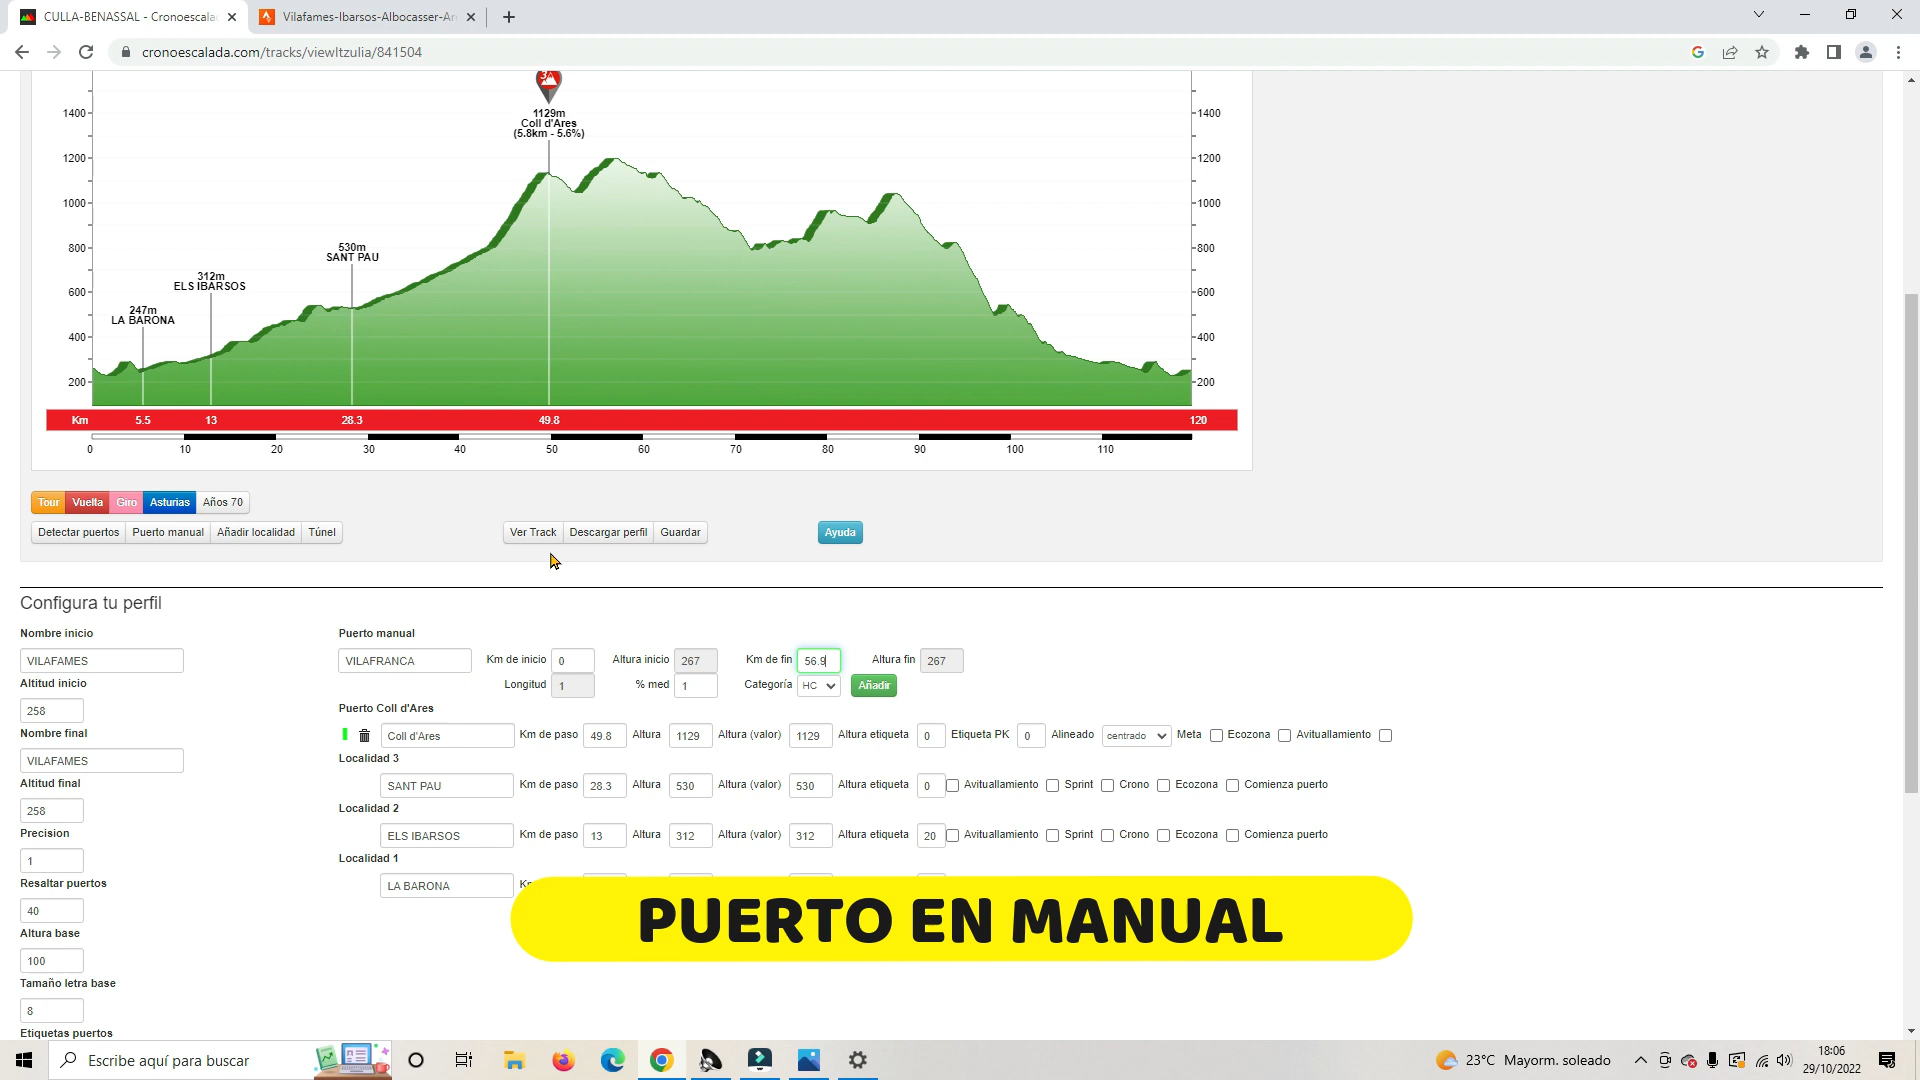 CULLA-BENASSAL - Cronoescala
Vilafames-Ibarsos-Albocasser-Are
cronoescalada.com/tracks/viewItzulia/841504
1400
1200
1000
800
600
400
200
1400
1200
1000
800
600
400
200
3ª
1129m
Coll d'Ares
(5.8km - 5.6%)
530m
SANT PAU
312m
ELS IBARSOS
247m
LA BARONA
Km 5.5 13 28.3 49.8 120
0 10 20 30 40 50 60 70 80 90 100 110
Tour Vuelta Giro Asturias Años 70
Detectar puertos Puerto manual Añadir localidad Túnel Ver Track Descargar perfil Guardar Ayuda
Configura tu perfil
Nombre inicio
VILAFAMES
Altitud inicio
258
Nombre final
VILAFAMES
Altitud final
258
Precision
1
Resaltar puertos
40
Altura base
100
Tamaño letra base
8
Etiquetas puertos
Puerto manual
VILAFRANCA Km de inicio 0 Altura inicio 267 Km de fin 56.9 Altura fin 267
Longitud 1 % med 1 Categoría HC Añadir
Puerto Coll d'Ares
Coll d'Ares Km de paso 49.8 Altura 1129 Altura (valor) 1129 Altura etiqueta 0 Etiqueta PK 0 Alineado centrado Meta Ecozona Avituallamiento
Localidad 3
SANT PAU Km de paso 28.3 Altura 530 Altura (valor) 530 Altura etiqueta 0 Avituallamiento Sprint Crono Ecozona Comienza puerto
Localidad 2
ELS IBARSOS Km de paso 13 Altura 312 Altura (valor) 312 Altura etiqueta 20 Avituallamiento Sprint Crono Ecozona Comienza puerto
Localidad 1
LA BARONA
PUERTO EN MANUAL
Escribe aquí para buscar
23°C Mayorm. soleado
18:06
29/10/2022